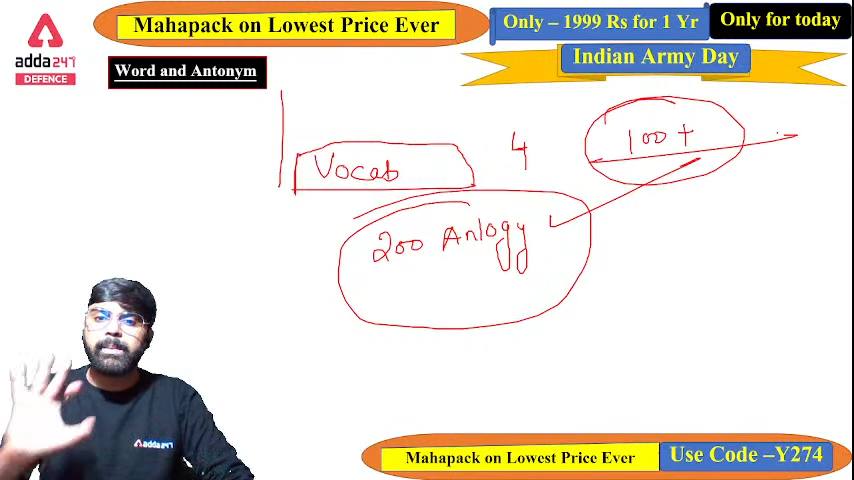 Mahapack on Lowest Price Ever
Only – 1999 Rs for 1 Yr
Only for today
Indian Army Day
adda247
DEFENCE
Word and Antonym
Vocab 4 100+
200 Anlogy
adda247
Mahapack on Lowest Price Ever
Use Code –Y274